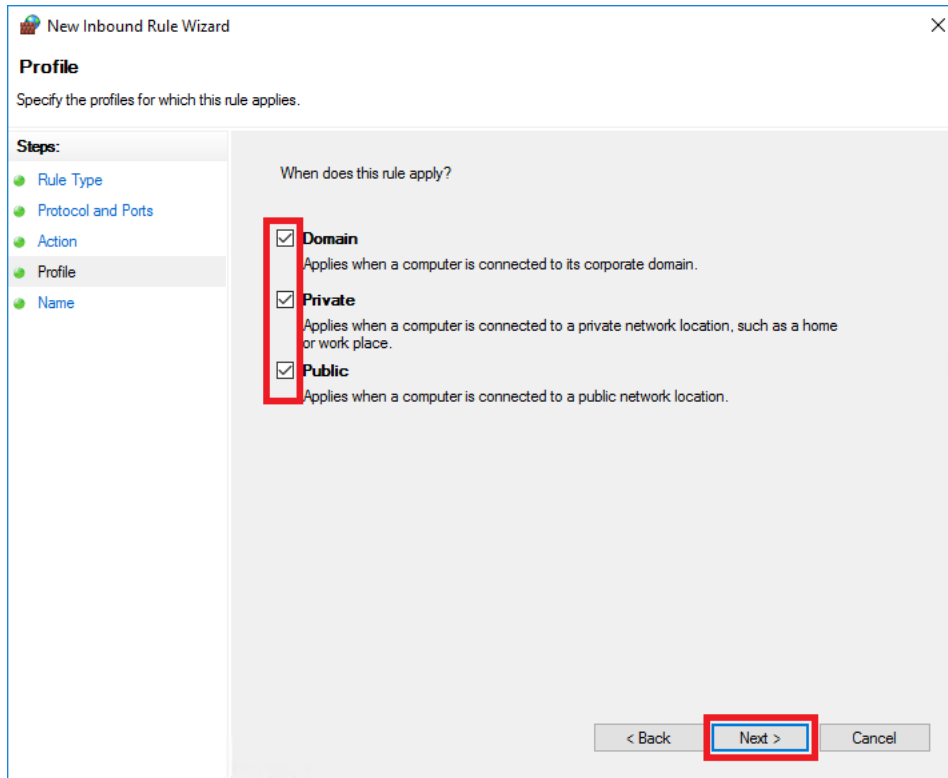 New Inbound Rule Wizard
Profile
Specify the profiles for which this rule applies.
Steps:
Rule Type
Protocol and Ports
Action
Profile
Name
When does this rule apply?
Domain
Applies when a computer is connected to its corporate domain.
Private
Applies when a computer is connected to a private network location, such as a home
or work place.
Public
Applies when a computer is connected to a public network location.
< Back
Next >
Cancel